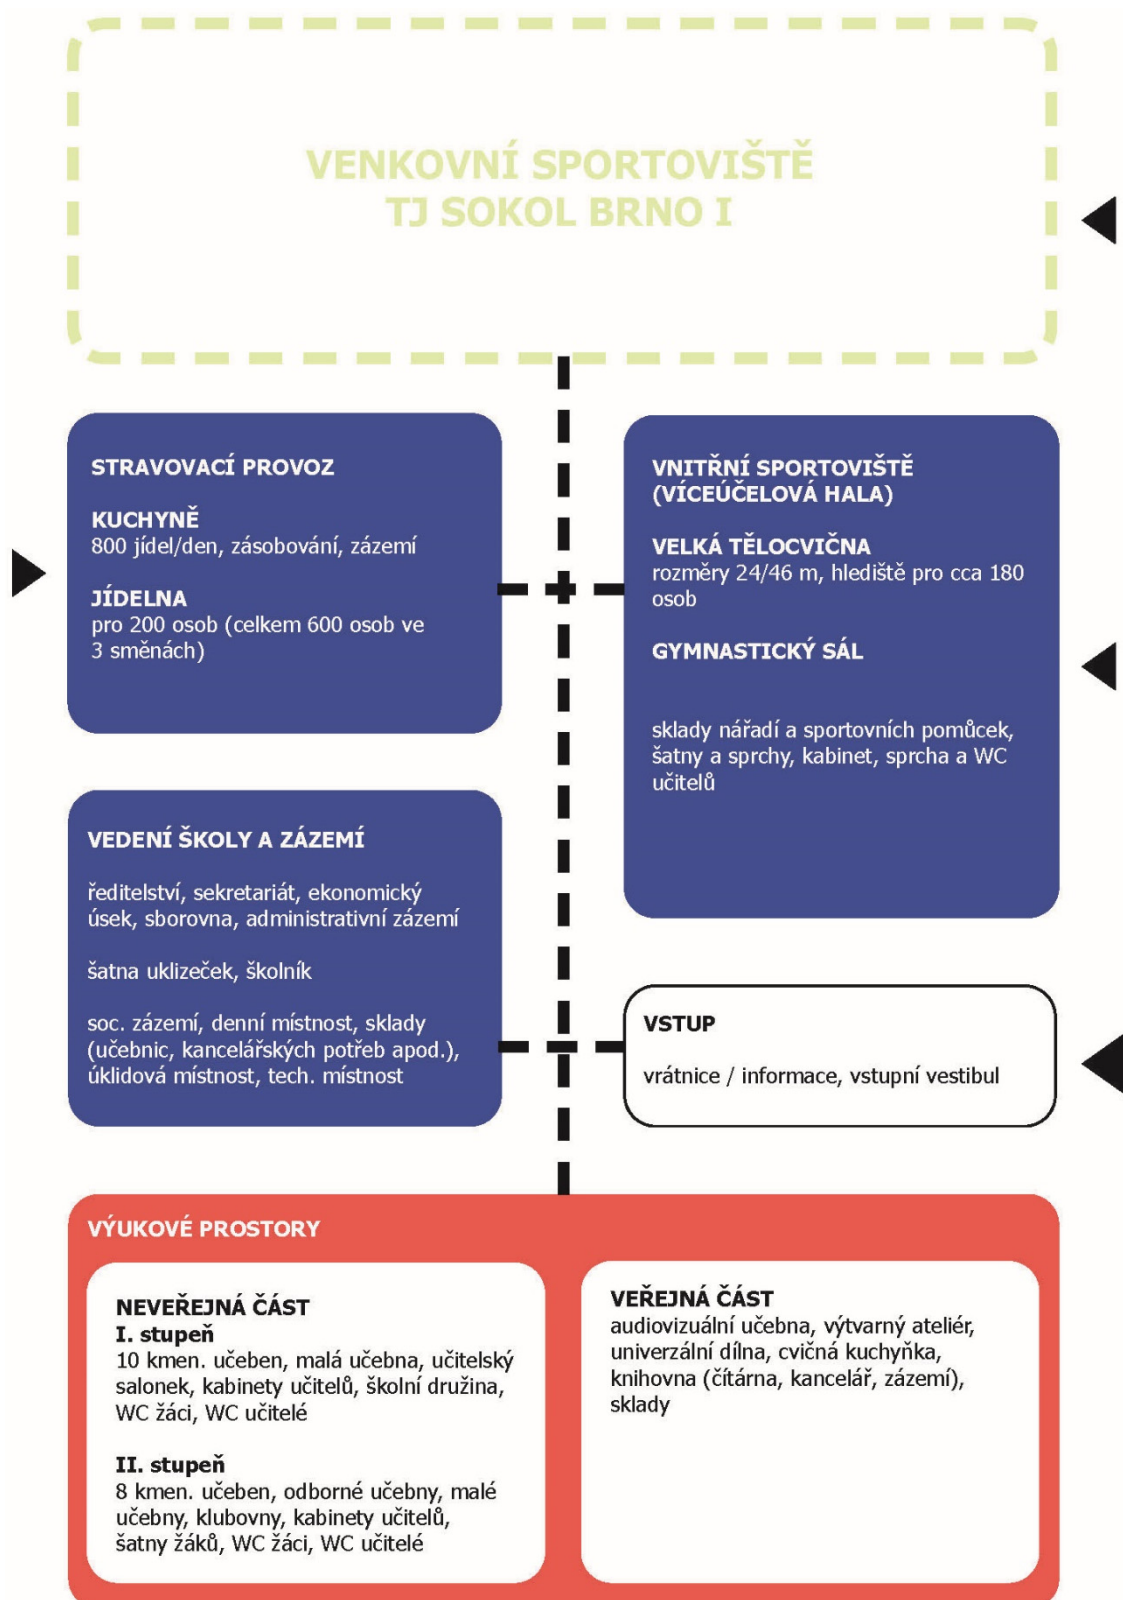 VENKOVNÍ SPORTOVIŠTĚ
TJ SOKOL BRNO I
STRAVOVACÍ PROVOZ
KUCHYNĚ
800 jídel/den, zásobování, zázemí
JÍDELNA
pro 200 osob (celkem 600 osob ve
3 směnách)
VNITŘNÍ SPORTOVIŠTĚ
(VÍCEÚČELOVÁ HALA)
VELKÁ TĚLOCVIČNA
rozměry 24/46 m, hlediště pro cca 180
osob
GYMNASTICKÝ SÁL
sklady nářadí a sportovních pomůcek,
šatny a sprchy, kabinet, sprcha a WC
učitelů
VEDENÍ ŠKOLY A ZÁZEMÍ
ředitelství, sekretariát, ekonomický
úsek, sborovna, administrativní zázemí
šatna uklizeček, školník
soc. zázemí, denní místnost, sklady
(učebnic, kancelářských potřeb apod.),
úklidová místnost, tech. místnost
VSTUP
vrátnice / informace, vstupní vestibul
VÝUKOVÉ PROSTORY
NEVEŘEJNÁ ČÁST
I. stupeň
10 kmen. učeben, malá učebna, učitelský
salonek, kabinety učitelů, školní družina,
WC žáci, WC učitelé
II. stupeň
8 kmen. učeben, odborné učebny, malé
učebny, klubovny, kabinety učitelů,
šatny žáků, WC žáci, WC učitelé
VEŘEJNÁ ČÁST
audiovizuální učebna, výtvarný ateliér,
univerzální dílna, cvičná kuchyňka,
knihovna (čítárna, kancelář, zázemí),
sklady